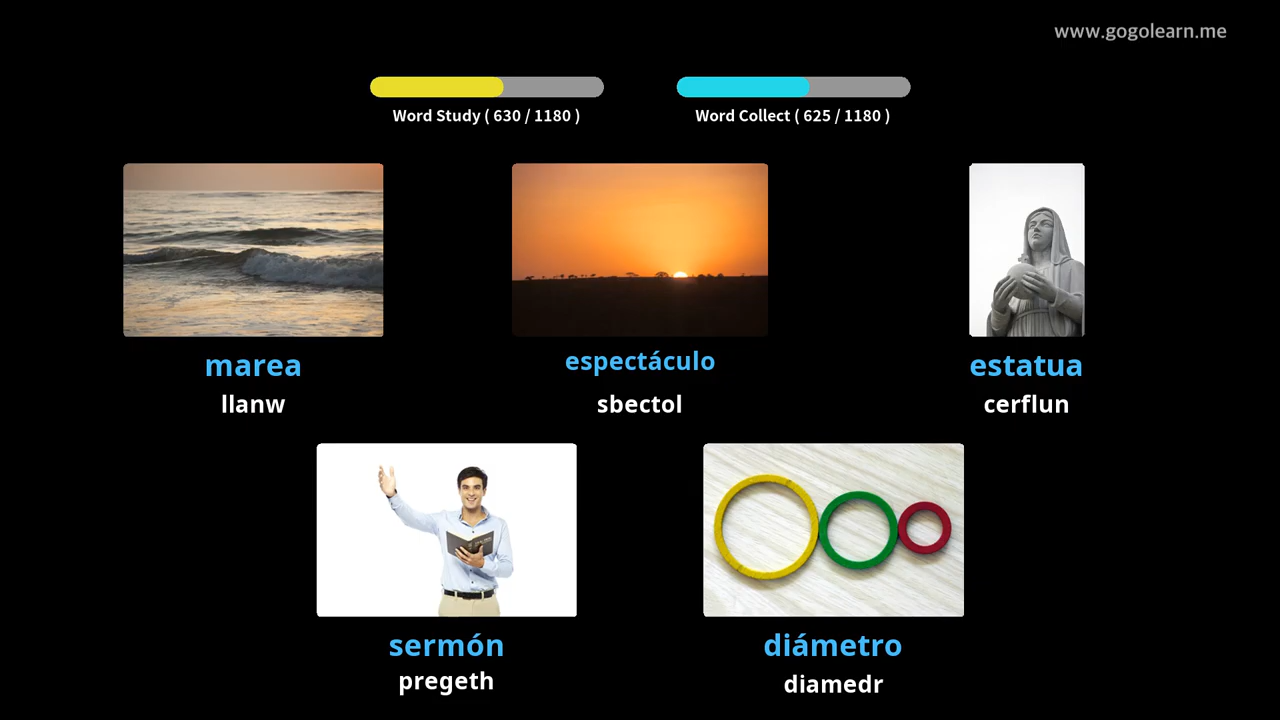 www.gogolearn.me
Word Study ( 630 / 1180 )
Word Collect ( 625 / 1180 )
marea
llanw
espectáculo
sbectol
estatua
cerflun
sermón
pregeth
diámetro
diamedr